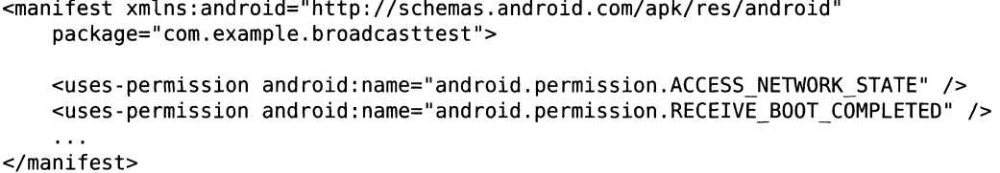 <manifest xmlns:android="http://schemas.android.com/apk/res/android"
    package="com.example.broadcasttest">

    <uses-permission android:name="android.permission.ACCESS_NETWORK_STATE" />
    <uses-permission android:name="android.permission.RECEIVE_BOOT_COMPLETED" />
    ...
</manifest>